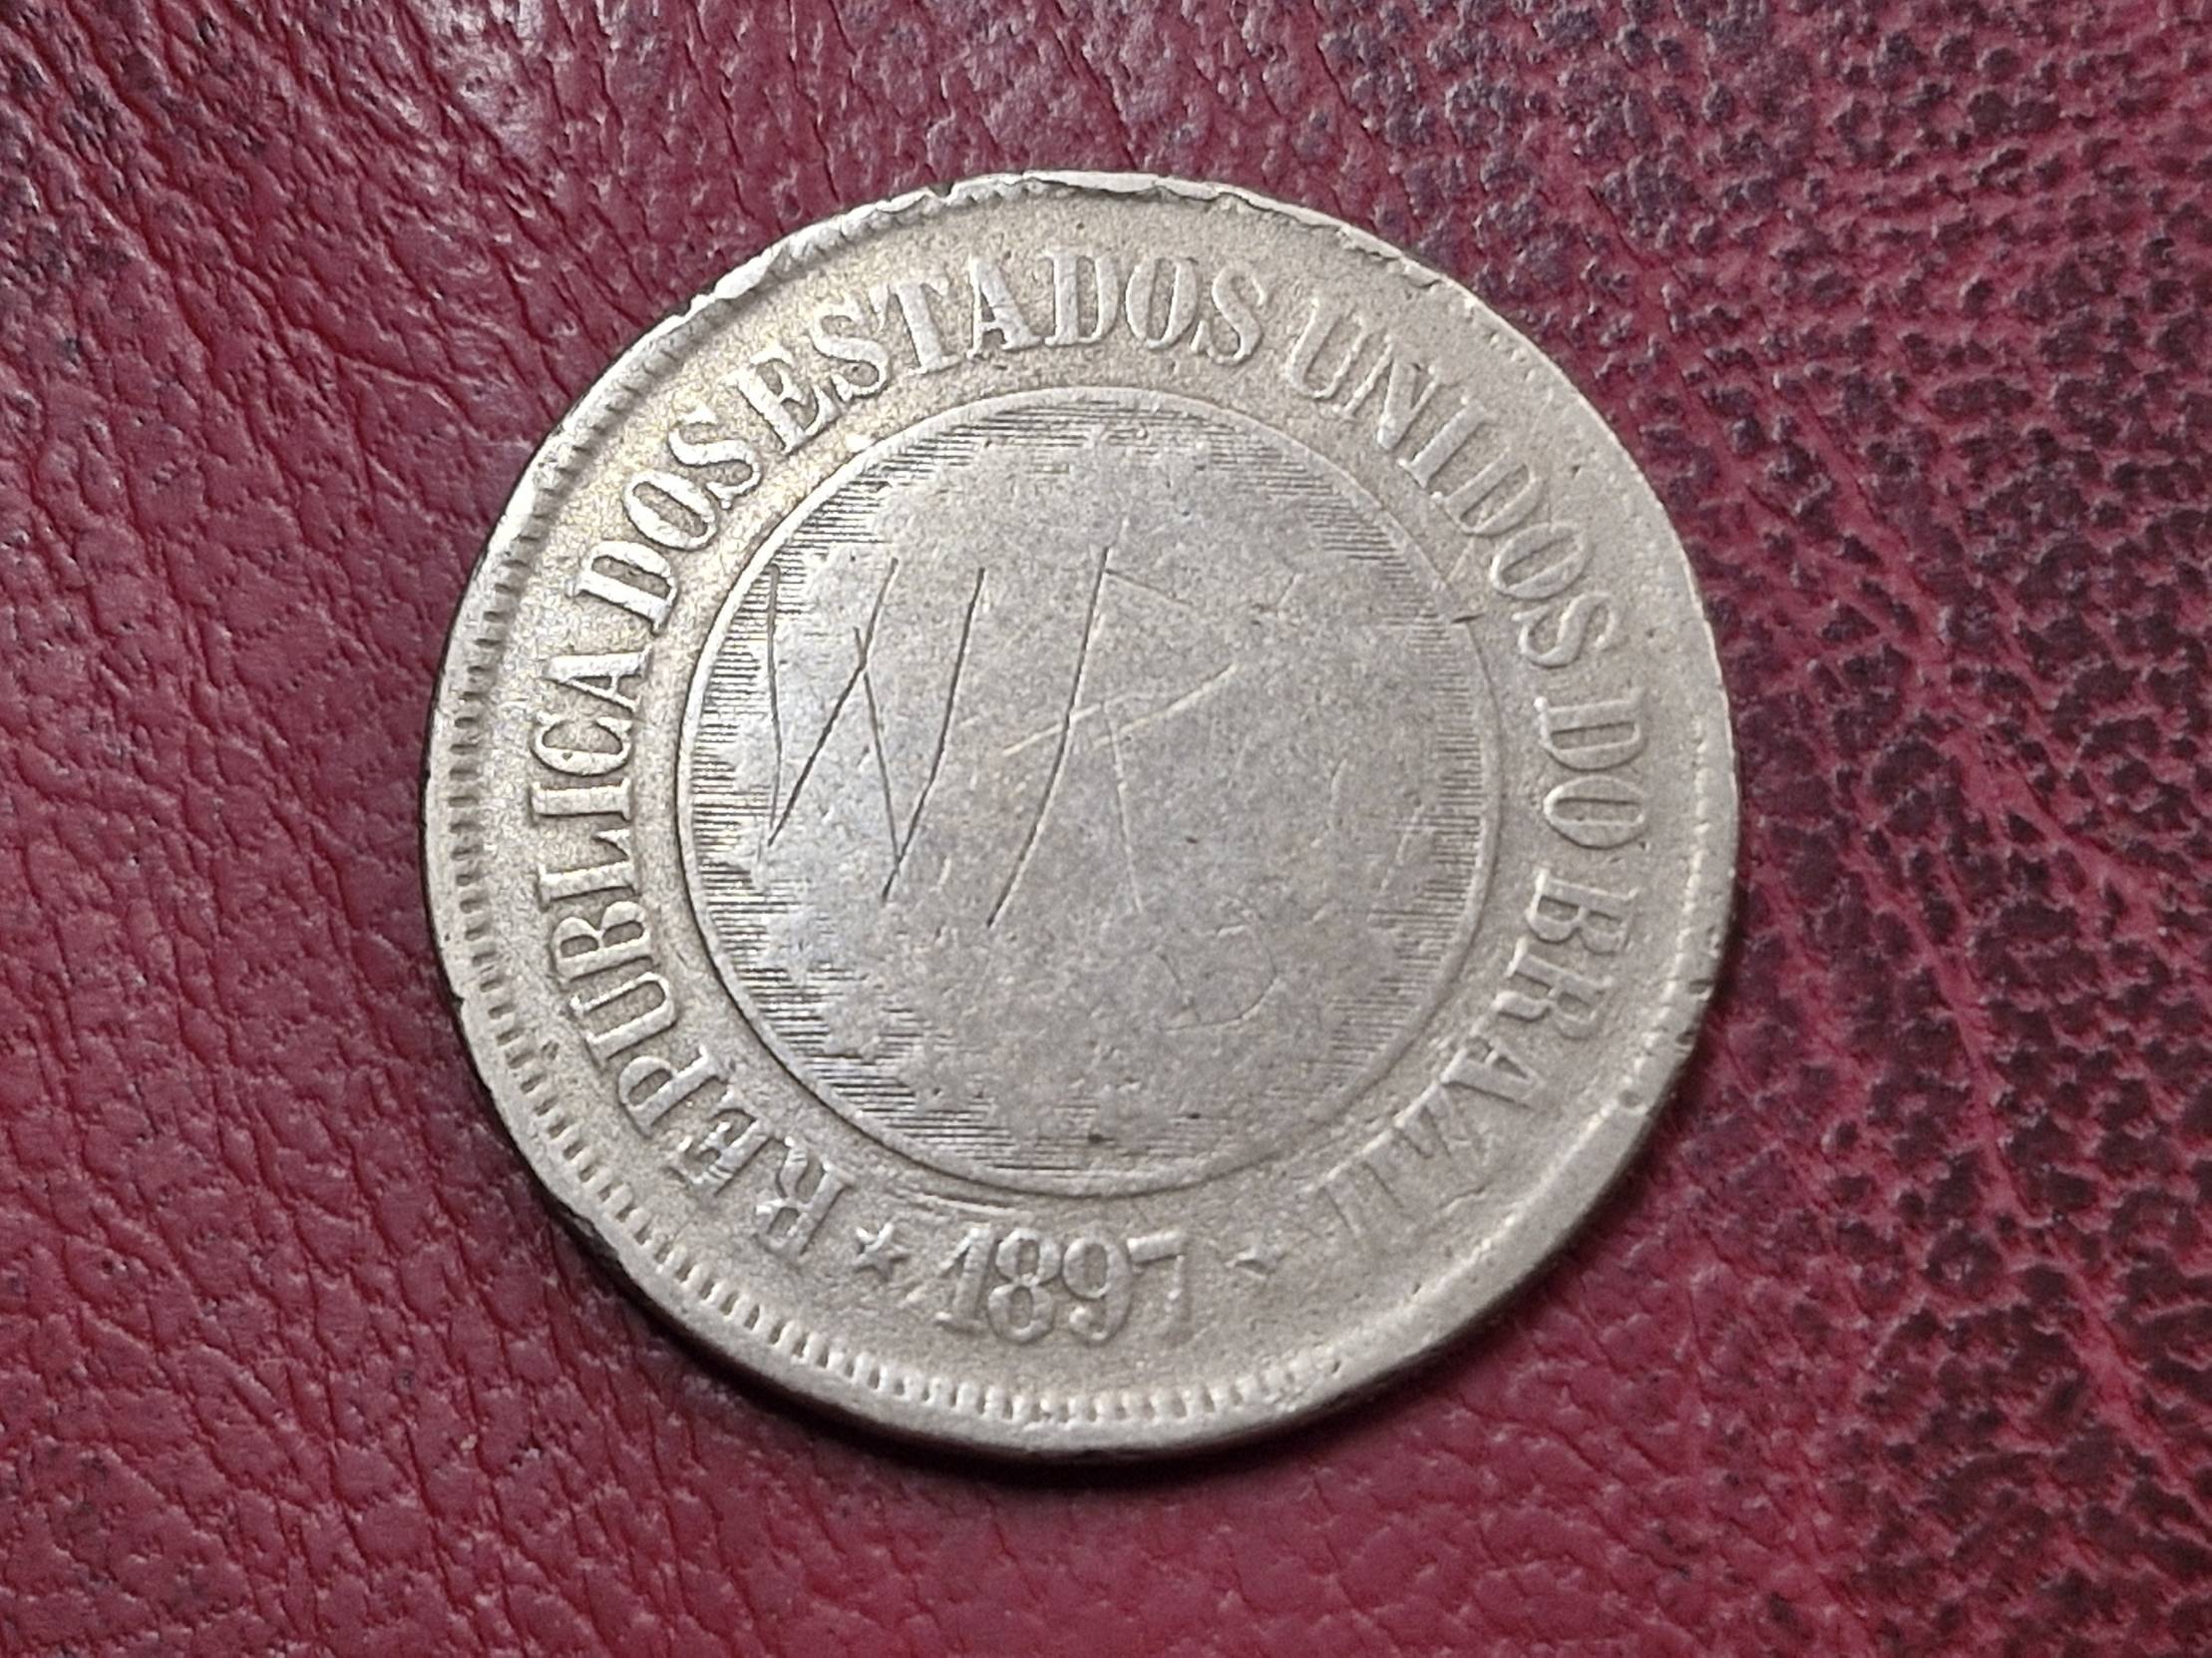 REPUBLICA DOS ESTADOS UNIDOS DO BRAZIL
★ 1897 ★